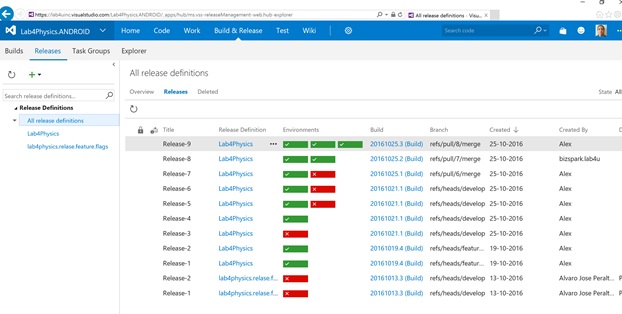 https://lab4uinc.visualstudio.com/Lab4Physics.ANDROID/_apps/hub/ms.vss-releaseManagement-web.hub-explorer
All release definitions - Visu...
Lab4Physics.ANDROID Home Code Work Build & Release Test Wiki Search code
Builds Releases Task Groups Explorer
All release definitions
Overview Releases Deleted State All
Search release definitions...
Release Definitions
All release definitions
Lab4Physics
lab4physics.relase.feature.flags
Title Release Definition Environments Build Branch Created Created By
Release-9 Lab4Physics ... 20161025.3 (Build) refs/pull/8/merge 25-10-2016 Alex
Release-8 Lab4Physics 20161025.2 (Build) refs/pull/7/merge 25-10-2016 bizspark.lab4u
Release-7 Lab4Physics 20161025.1 (Build) refs/pull/6/merge 25-10-2016 Alex
Release-6 Lab4Physics 20161021.1 (Build) refs/heads/develop 25-10-2016 Alex
Release-5 Lab4Physics 20161021.1 (Build) refs/heads/develop 25-10-2016 Alex
Release-4 Lab4Physics 20161021.1 (Build) refs/heads/develop 25-10-2016 Alex
Release-3 Lab4Physics 20161021.1 (Build) refs/heads/develop 25-10-2016 Alex
Release-2 Lab4Physics 20161019.4 (Build) refs/heads/featur... 19-10-2016 Alex
Release-1 Lab4Physics 20161019.4 (Build) refs/heads/featur... 19-10-2016 Alex
Release-2 lab4physics.relase.f... 20161013.3 (Build) refs/heads/develop 13-10-2016 Alvaro Jose Peralt... P
Release-1 lab4physics.relase.f... 20161013.3 (Build) refs/heads/develop 13-10-2016 Alvaro Jose Peralt... P